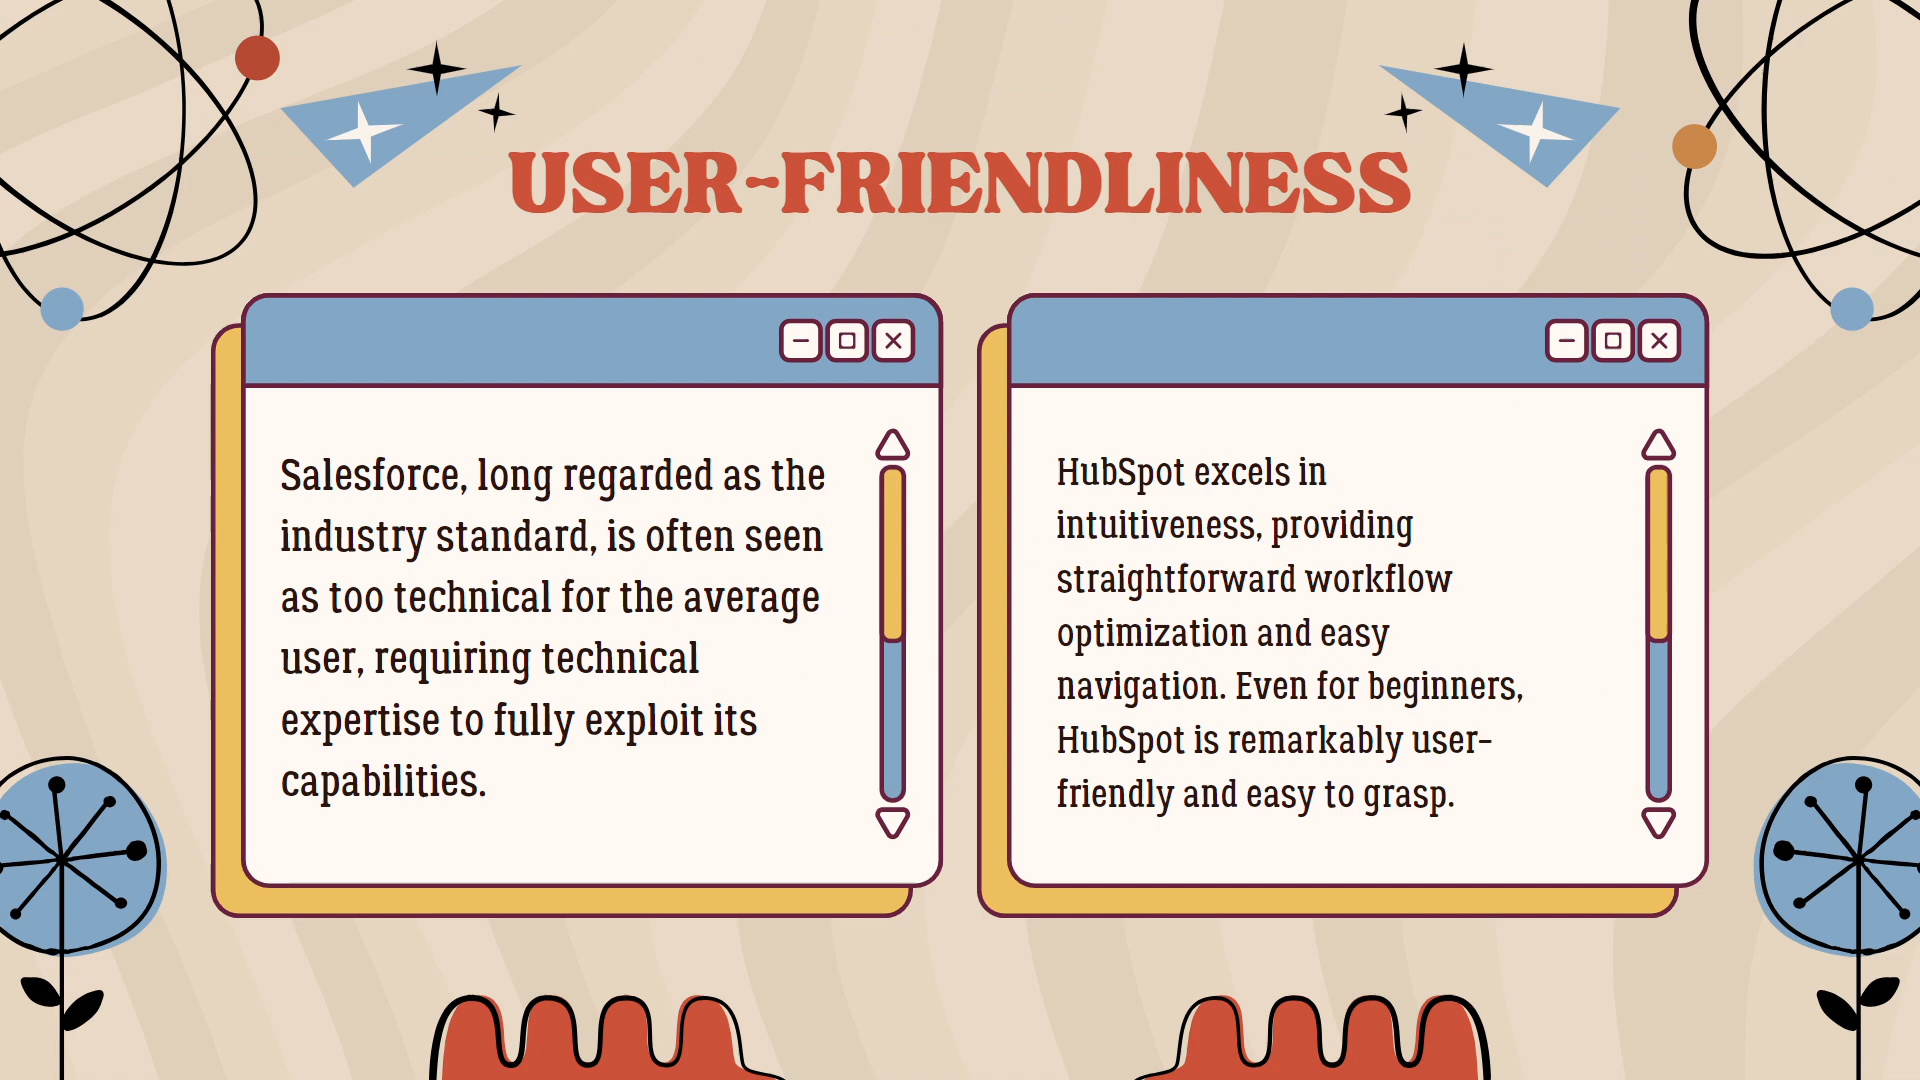 USER-FRIENDLINESS
Salesforce, long regarded as the
industry standard, is often seen
as too technical for the average
user, requiring technical
expertise to fully exploit its
capabilities.
HubSpot excels in
intuitiveness, providing
straightforward workflow
optimization and easy
navigation. Even for beginners,
HubSpot is remarkably user-
friendly and easy to grasp.